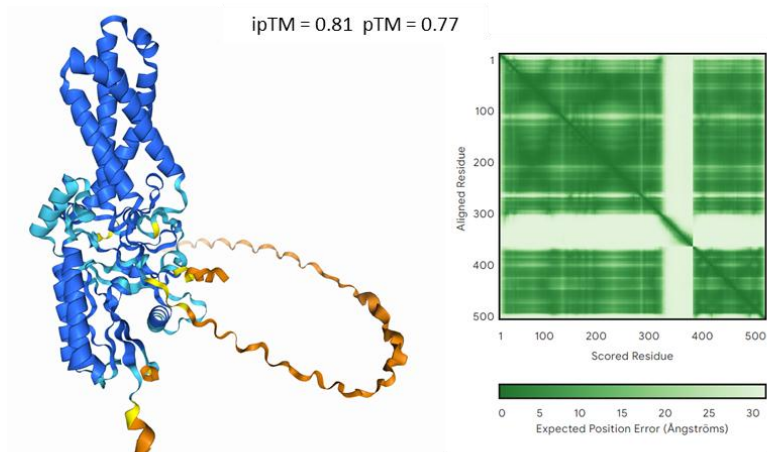 ipTM = 0.81 pTM = 0.77
1
100
200
300
400
500
Aligned Residue
1 100 200 300 400 500
Scored Residue
0 5 10 15 20 25 30
Expected Position Error (Ångströms)